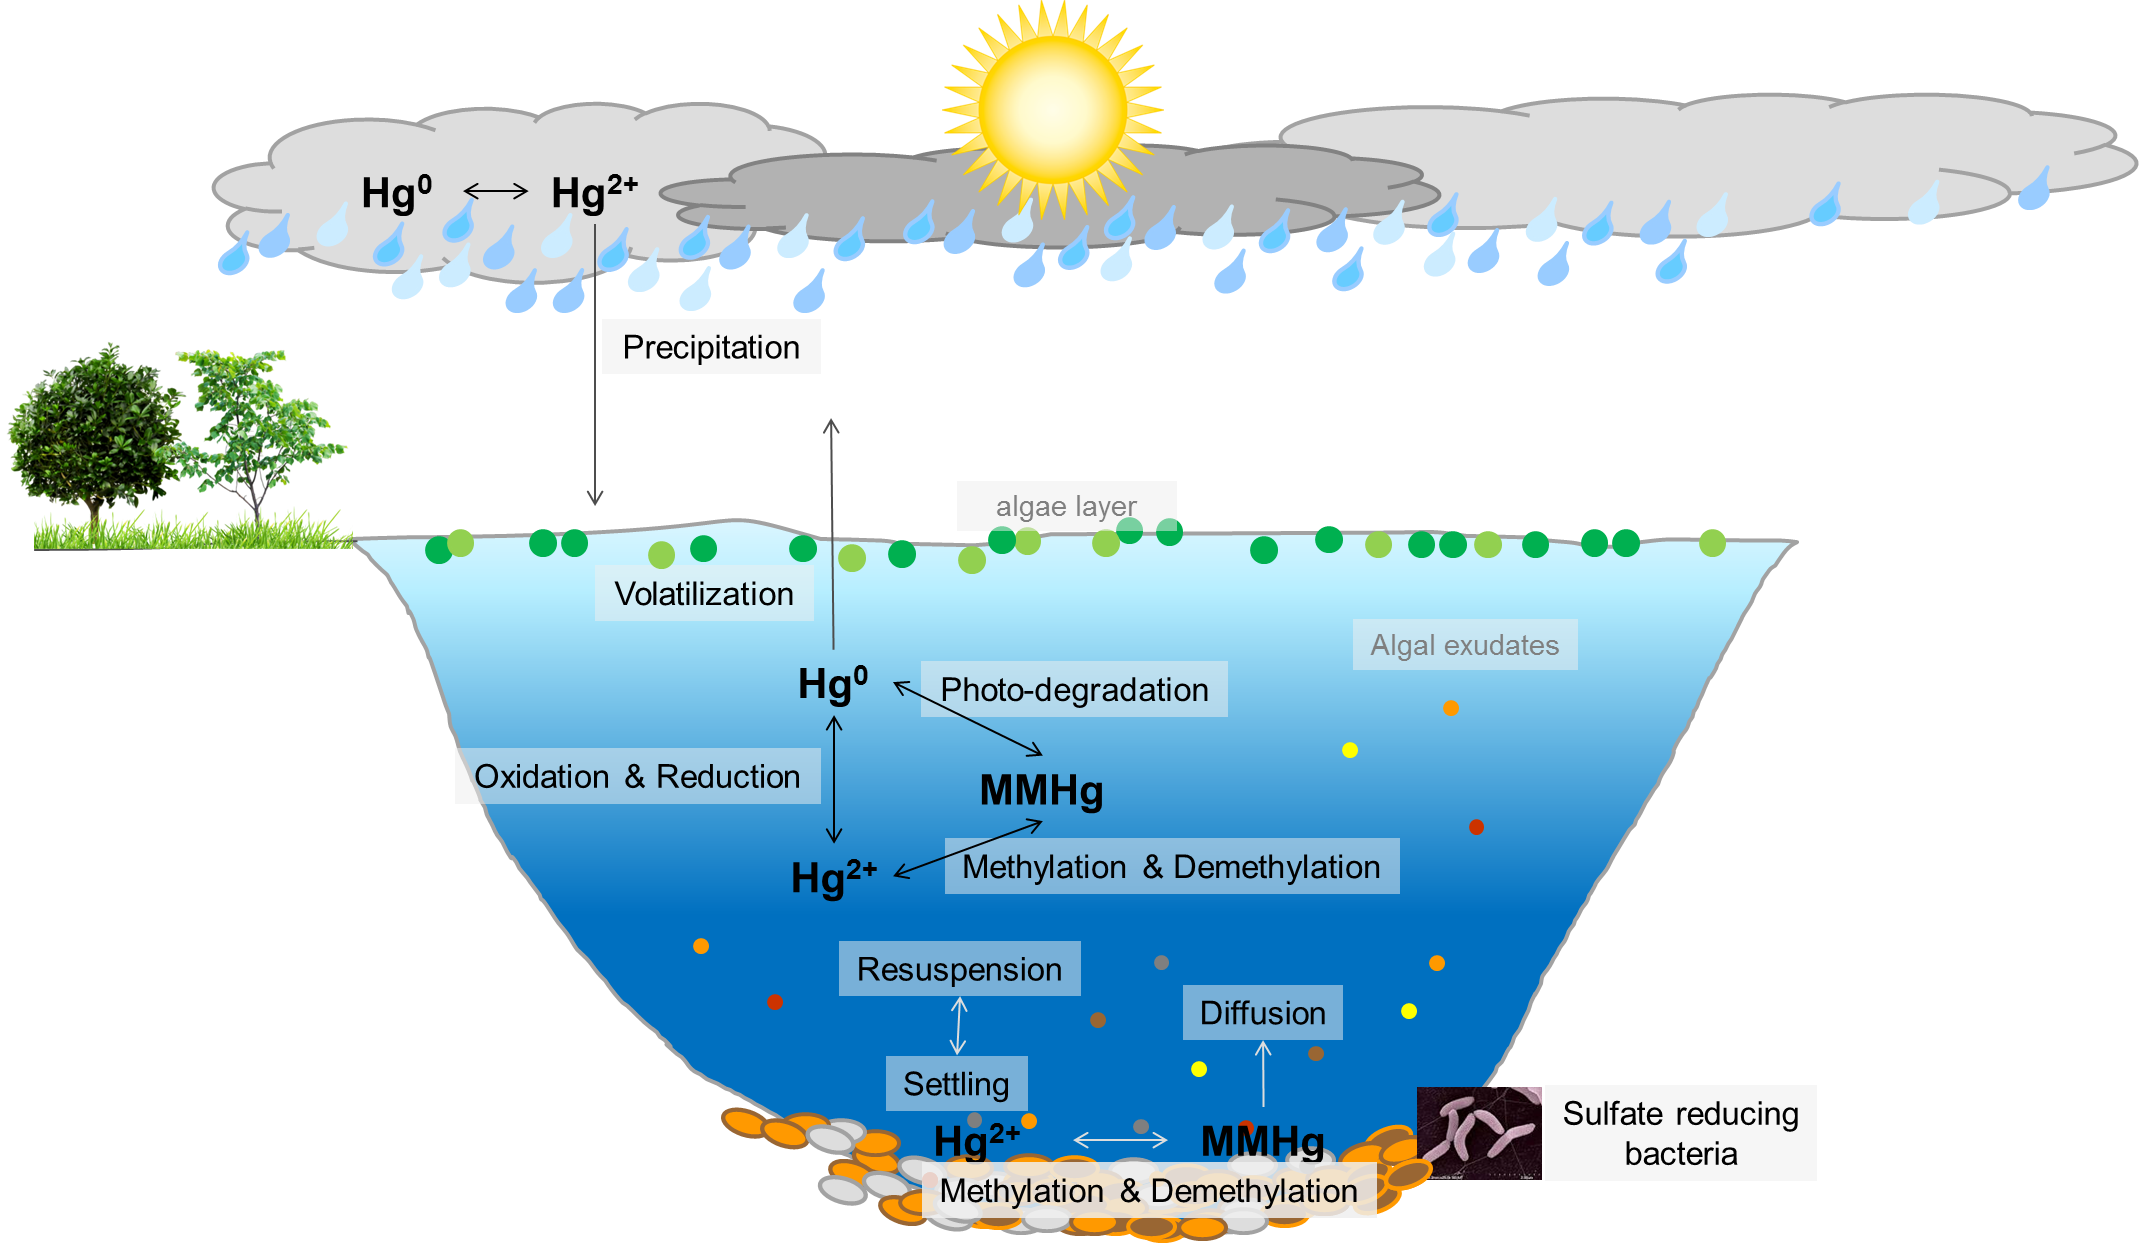 Hg⁰ Hg²⁺
Precipitation
algae layer
Volatilization
Algal exudates
Hg⁰
Photo-degradation
Oxidation & Reduction
MMHg
Hg²⁺
Methylation & Demethylation
Resuspension
Diffusion
Settling
Hg²⁺
MMHg
Sulfate reducing
bacteria
Methylation & Demethylation